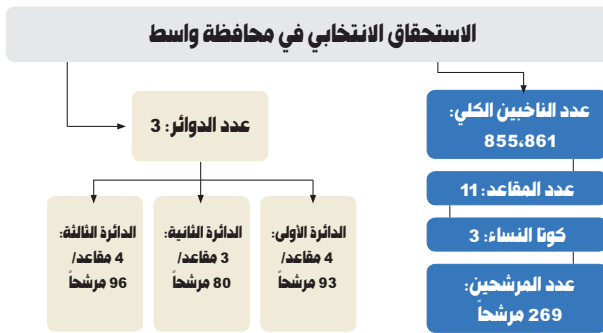 الاستحقاق الانتخابي في محافظة واسط
عدد الناخبين الكلي:
855،861
عدد المقاعد: 11
كوتا النساء: 3
عدد المرشحين:
269 مرشحاً
عدد الدوائر: 3
الدائرة الأولى:
4 مقاعد/
93 مرشحاً
الدائرة الثانية:
3 مقاعد/
80 مرشحاً
الدائرة الثالثة:
4 مقاعد/
96 مرشحاً